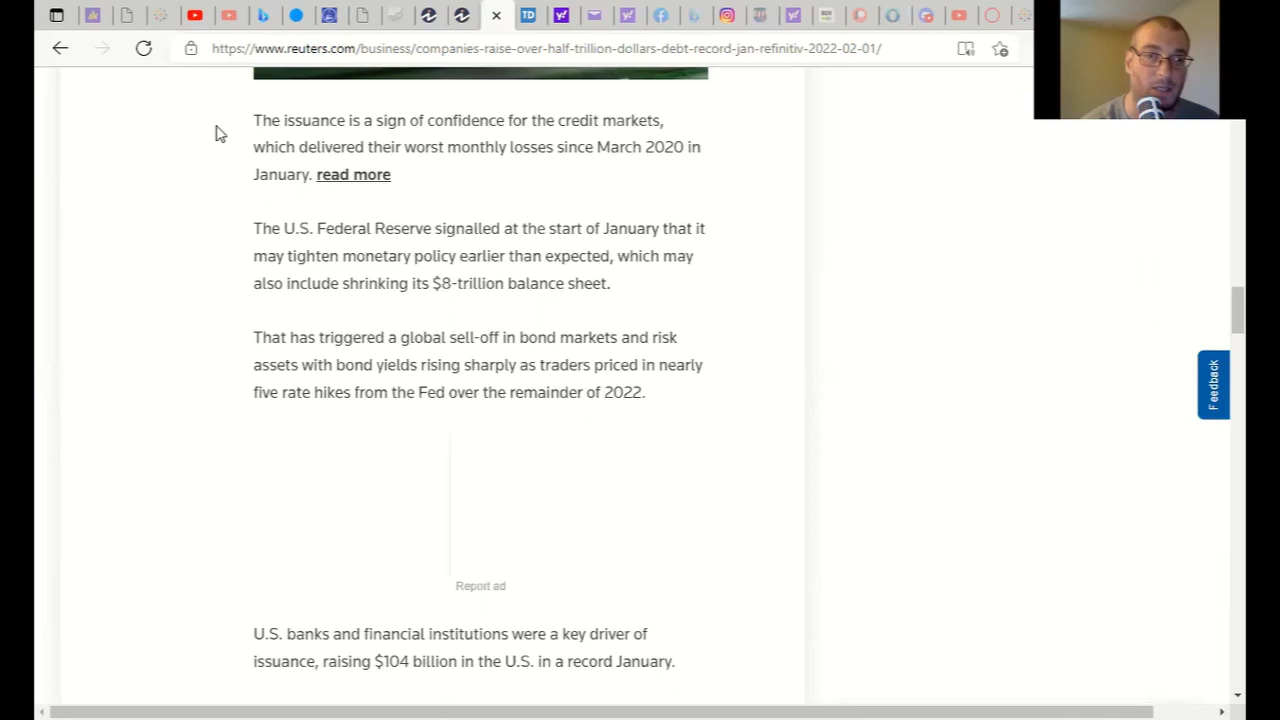 TD
https://www.reuters.com/business/companies-raise-over-half-trillion-dollars-debt-record-jan-refinitiv-2022-02-01/
The issuance is a sign of confidence for the credit markets,
which delivered their worst monthly losses since March 2020 in
January. read more
The U.S. Federal Reserve signalled at the start of January that it
may tighten monetary policy earlier than expected, which may
also include shrinking its $8-trillion balance sheet.
That has triggered a global sell-off in bond markets and risk
assets with bond yields rising sharply as traders priced in nearly
five rate hikes from the Fed over the remainder of 2022.
Feedback
Report ad
U.S. banks and financial institutions were a key driver of
issuance, raising $104 billion in the U.S. in a record January.